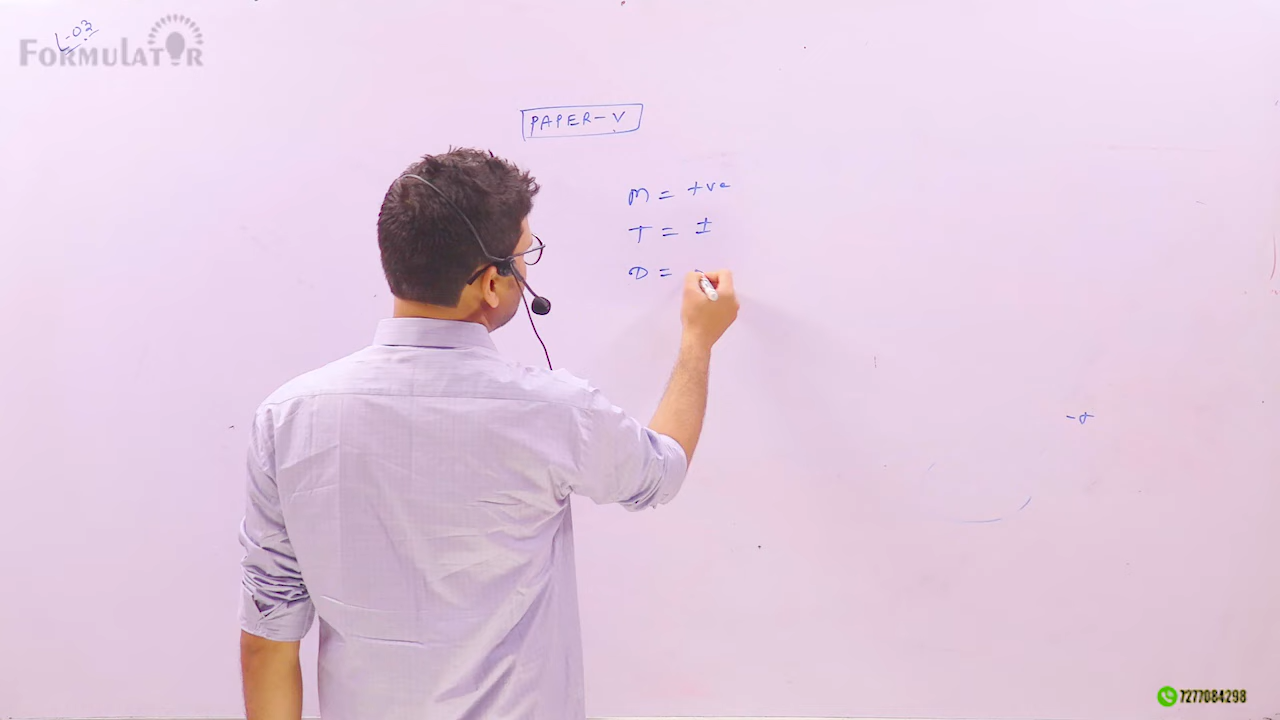 L-03
FORMULATOR
PAPER-V
M = +ve
T = ±
D =
7277084298